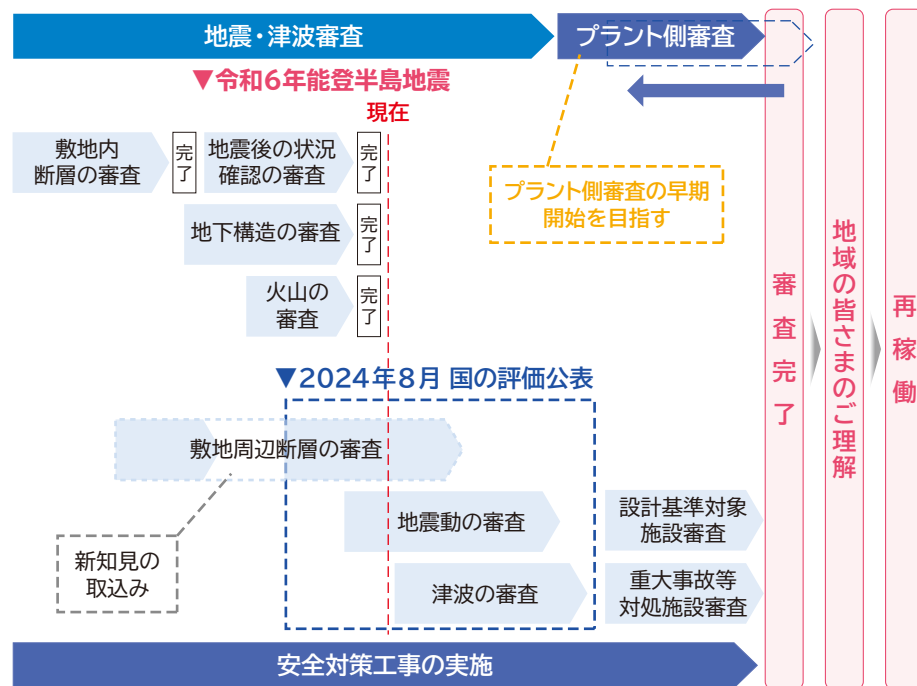 地震・津波審査
プラント側審査
▼令和6年能登半島地震
現在
敷地内
断層の審査
完了
地震後の状況
確認の審査
完了
プラント側審査の早期
開始を目指す
地下構造の審査
完了
火山の
審査
完了
▼2024年8月 国の評価公表
敷地周辺断層の審査
新知見の
取込み
地震動の審査
設計基準対象
施設審査
津波の審査
重大事故等
対処施設審査
安全対策工事の実施
審査完了
地域の皆さまのご理解
再稼働